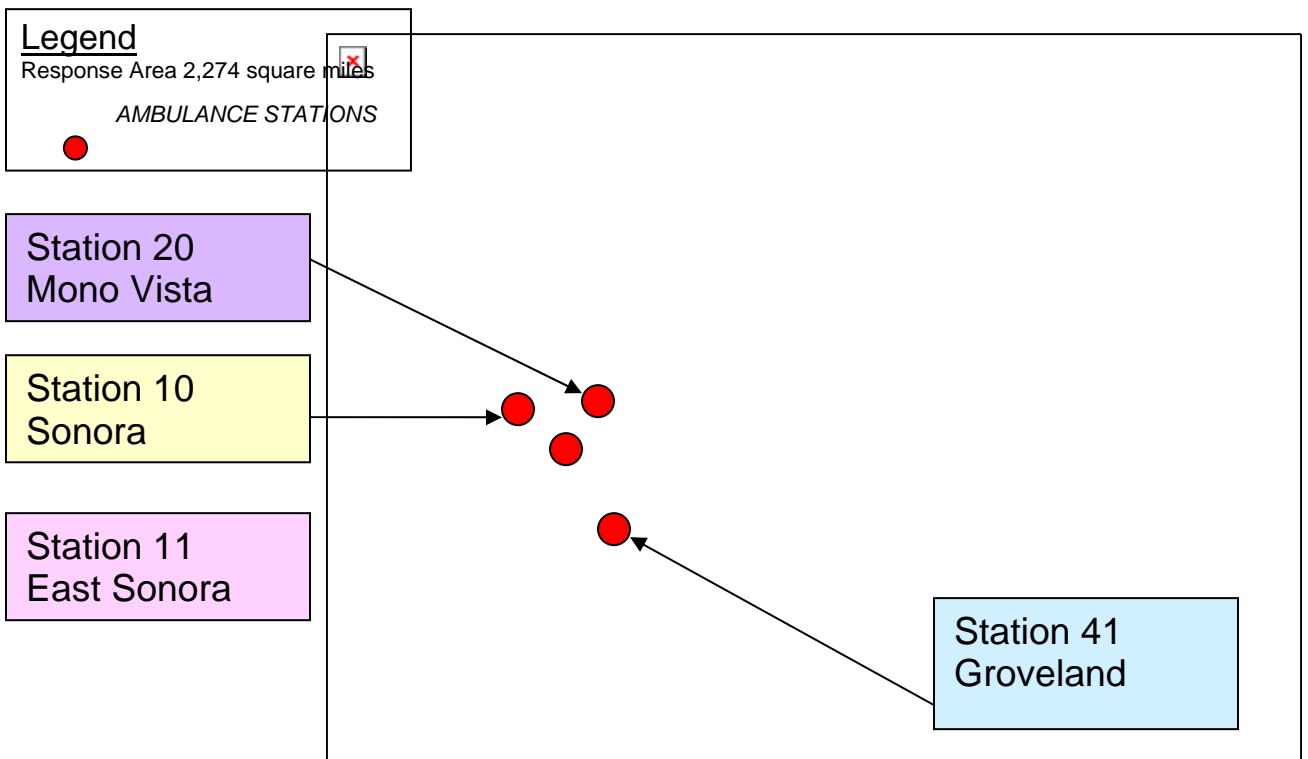 Legend
Response Area 2,274 square miles
AMBULANCE STATIONS
Station 20
Mono Vista
Station 10
Sonora
Station 11
East Sonora
Station 41
Groveland